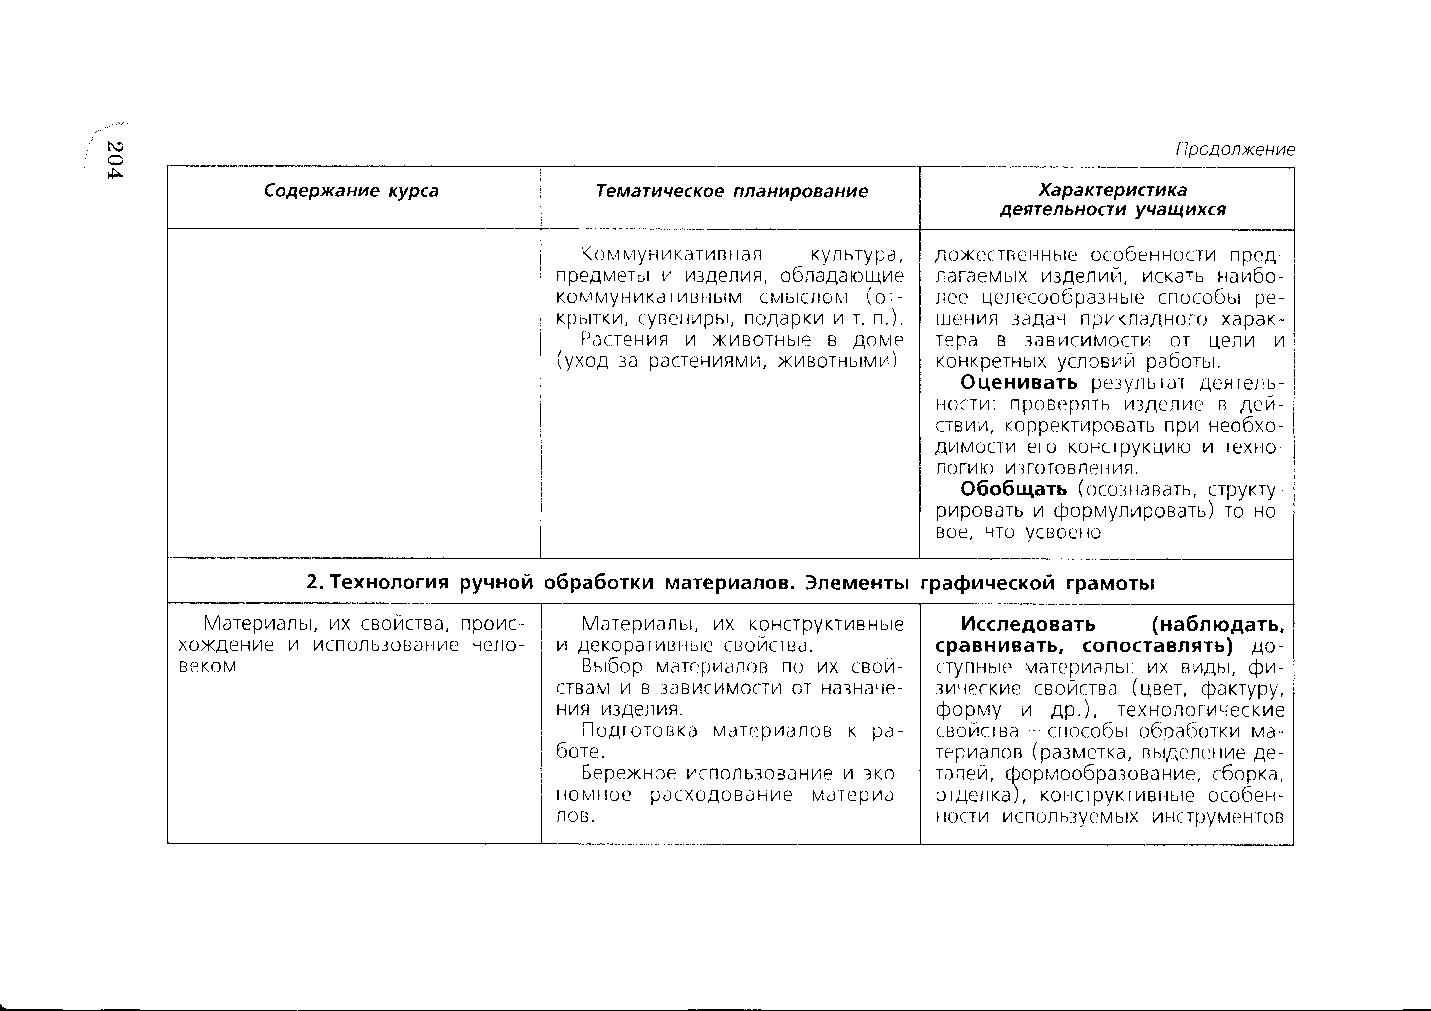 204
Продолжение
Содержание курса
Тематическое планирование
Характеристика
деятельности учащихся
Коммуникативная культура,
предметы и изделия, обладающие
коммуникативным смыслом (от-
крытки, сувениры, подарки и т. п.).
Растения и животные в доме
(уход за растениями, животными)
дожественные особенности пред-
лагаемых изделий, искать наибо-
лее целесообразные способы ре-
шения задач прикладного харак-
тера в зависимости от цели и
конкретных условий работы.
Оценивать результат деятель-
ности: проверять изделие в дей-
ствии, корректировать при необхо-
димости его конструкцию и техно-
логию изготовления.
Обобщать (осознавать, структу-
рировать и формулировать) то но
вое, что усвоено
2. Технология ручной обработки материалов. Элементы графической грамоты
Материалы, их свойства, проис-
хождение и использование чело-
веком
Материалы, их конструктивные
и декоративные свойства.
Выбор материалов по их свой-
ствам и в зависимости от назначе-
ния изделия.
Подготовка материалов к ра-
боте.
Бережное использование и эко
номное расходование материа
лов.
Исследовать (наблюдать,
сравнивать, сопоставлять) до-
ступные материалы: их виды, фи-
зические свойства (цвет, фактуру,
форму и др.), технологические
свойства - способы обработки ма-
териалов (разметка, выделение де-
талей, формообразование, сборка,
отделка), конструктивные особен-
ности используемых инструментов